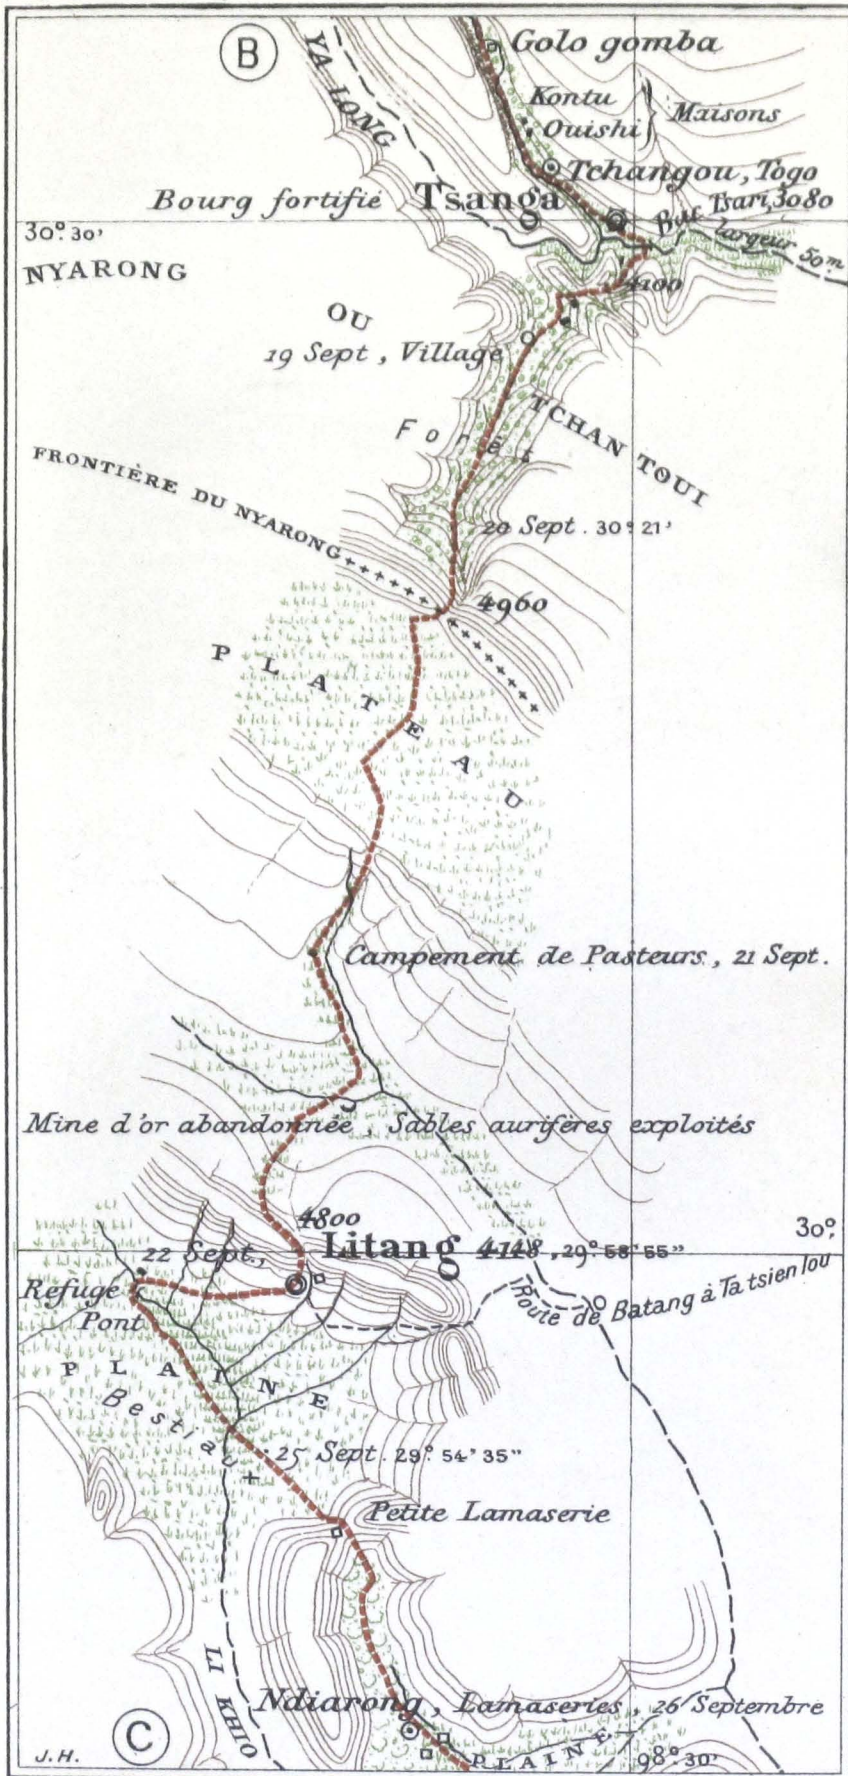 B
YA LONG
Golo gomba
Kontu
Ouishi
Maisons
Tchangou, Togo
Bourg fortifié
Tsanga
Bac Tsari, 3080
largeur 50m
30° 30'
NYARONG
4100
OU
19 Sept, Village
TCHAN TOUI
Forêt
FRONTIÈRE DU NYARONG
20 Sept. 30° 21'
4960
PLATEAU
Campement de Pasteurs, 21 Sept.
Mine d'or abandonnée, Sables aurifères exploités
4800
30°
22 Sept,
Litang 4148, 29° 58' 55"
Refuge
Route de Batang à Tatsienlou
Pont
PLAINE
Bestiaux
25 Sept. 29° 54' 35"
Petite Lamaserie
LI KHIO
Ndiarong, Lamaseries, 26 Septembre
C
PLAINE
J.H.
98° 30'